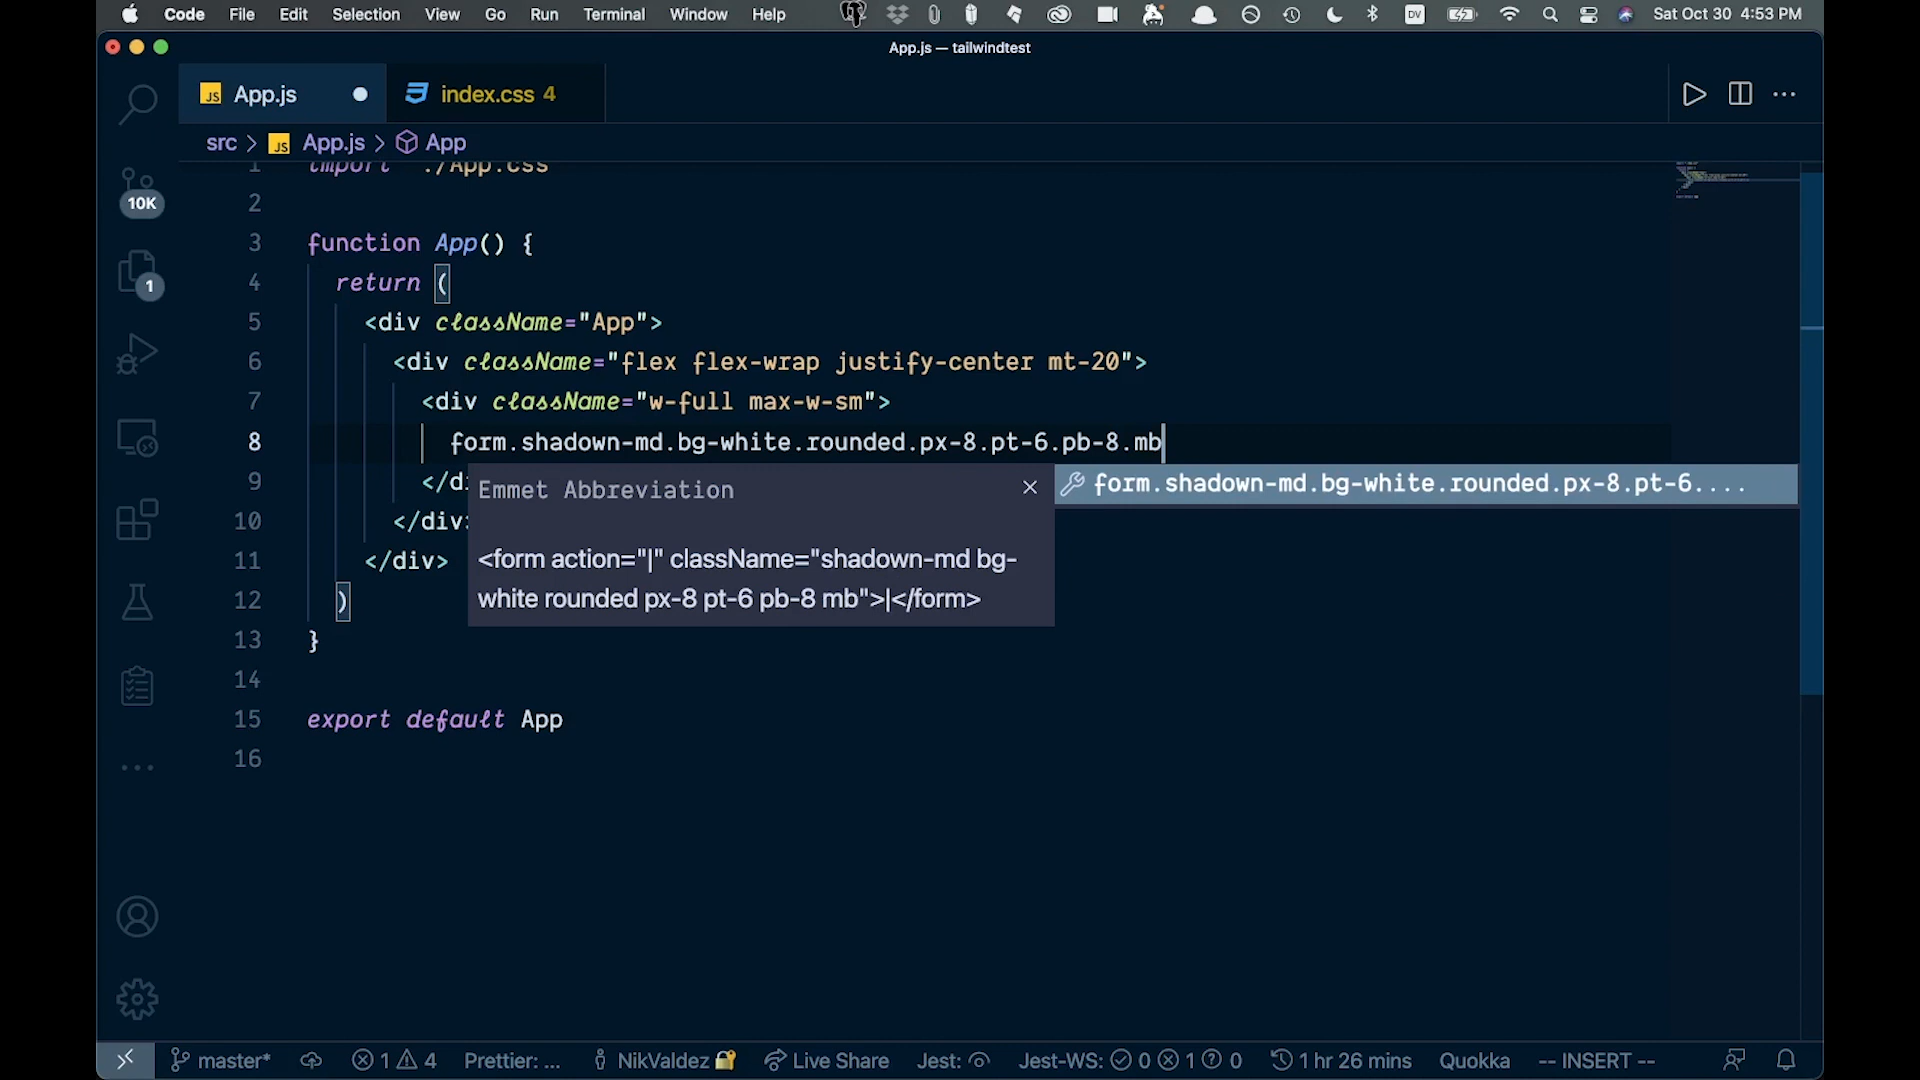 Code File Edit Selection View Go Run Terminal Window Help DV Sat Oct 30 4:53 PM
App.js — tailwindtest
JS App.js index.css 4
src > JS App.js > App
10K
1
1 import './App.css
2
3 function App() {
4 return (
5 <div className="App">
6 <div className="flex flex-wrap justify-center mt-20">
7 <div className="w-full max-w-sm">
8 form.shadown-md.bg-white.rounded.px-8.pt-6.pb-8.mb
form.shadown-md.bg-white.rounded.px-8.pt-6....
Emmet Abbreviation
<form action="|" className="shadown-md bg-
white rounded px-8 pt-6 pb-8 mb">|</form>
9 </di
10 </div>
11 </div>
12 )
13 }
14
15 export default App
16
master* 1 4 Prettier: ... NikValdez Live Share Jest: Jest-WS: 0 1 0 1 hr 26 mins Quokka -- INSERT --